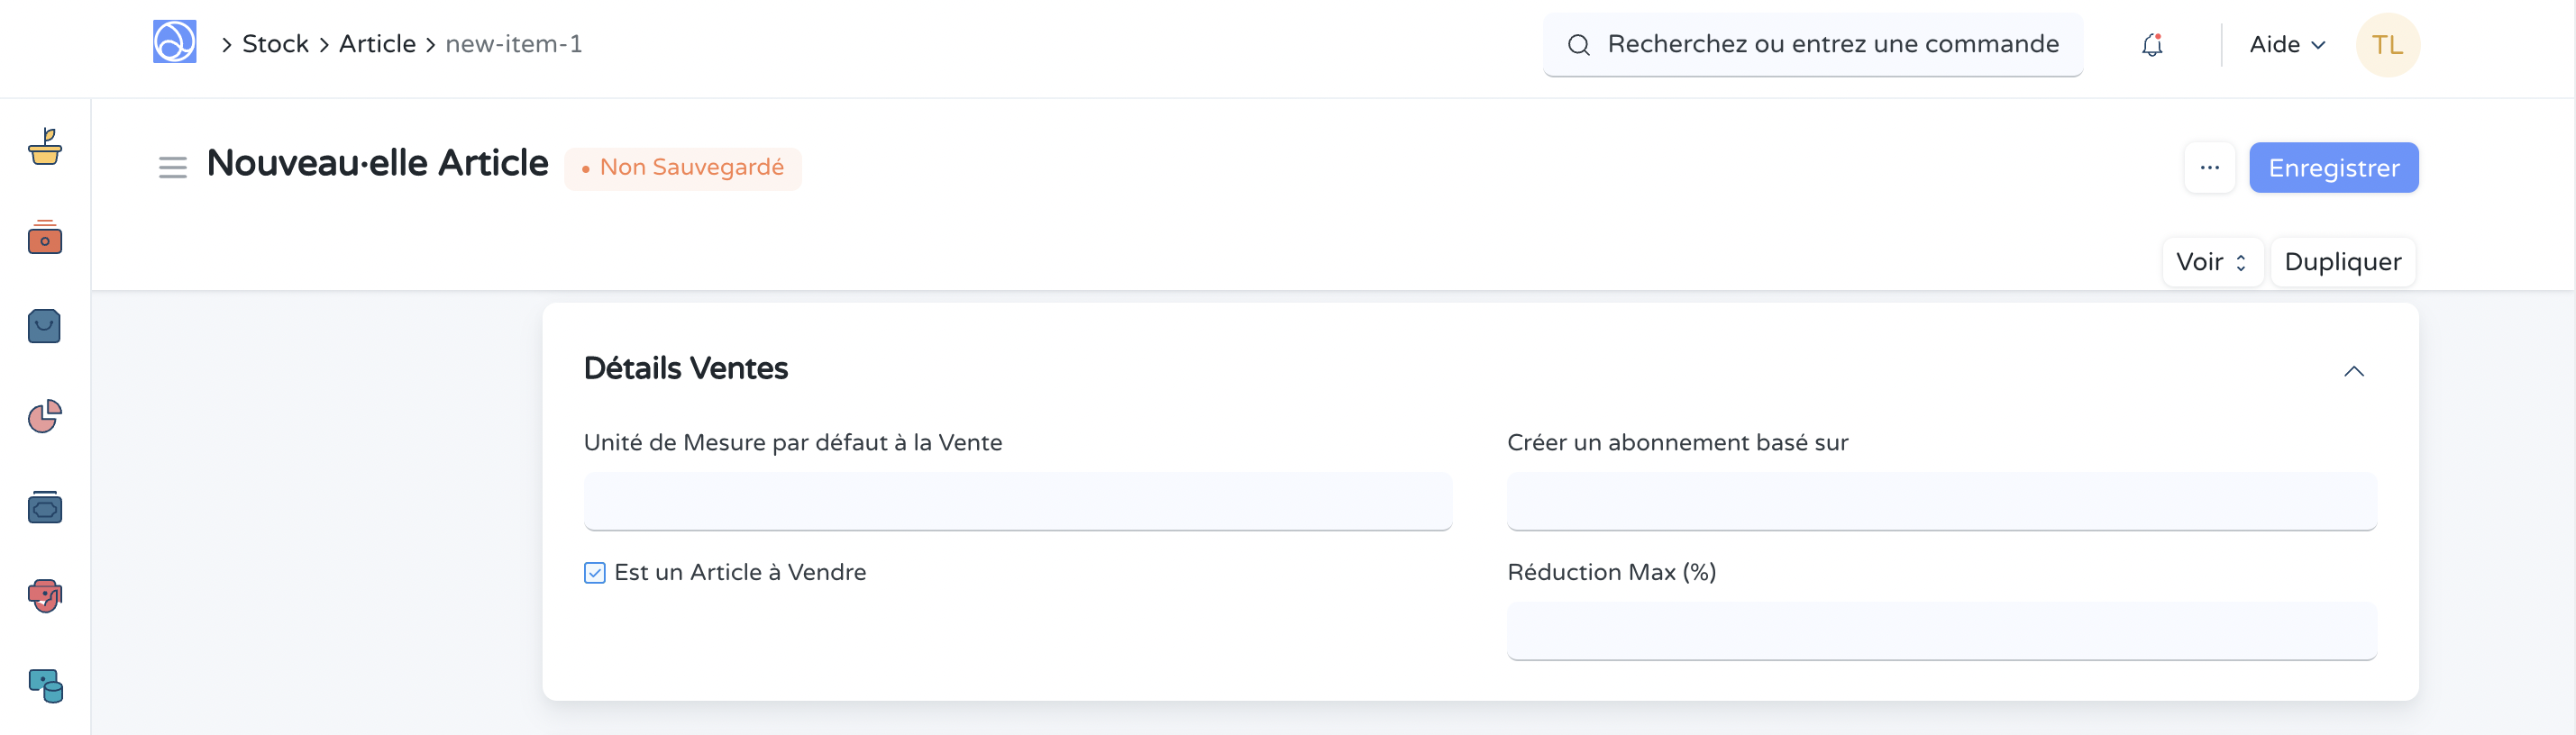 Stock Article new-item-1
Recherchez ou entrez une commande
Aide
TL
Nouveau·elle Article
Non Sauvegardé
...
Enregistrer
Voir
Dupliquer
Détails Ventes
Unité de Mesure par défaut à la Vente
Créer un abonnement basé sur
Est un Article à Vendre
Réduction Max (%)